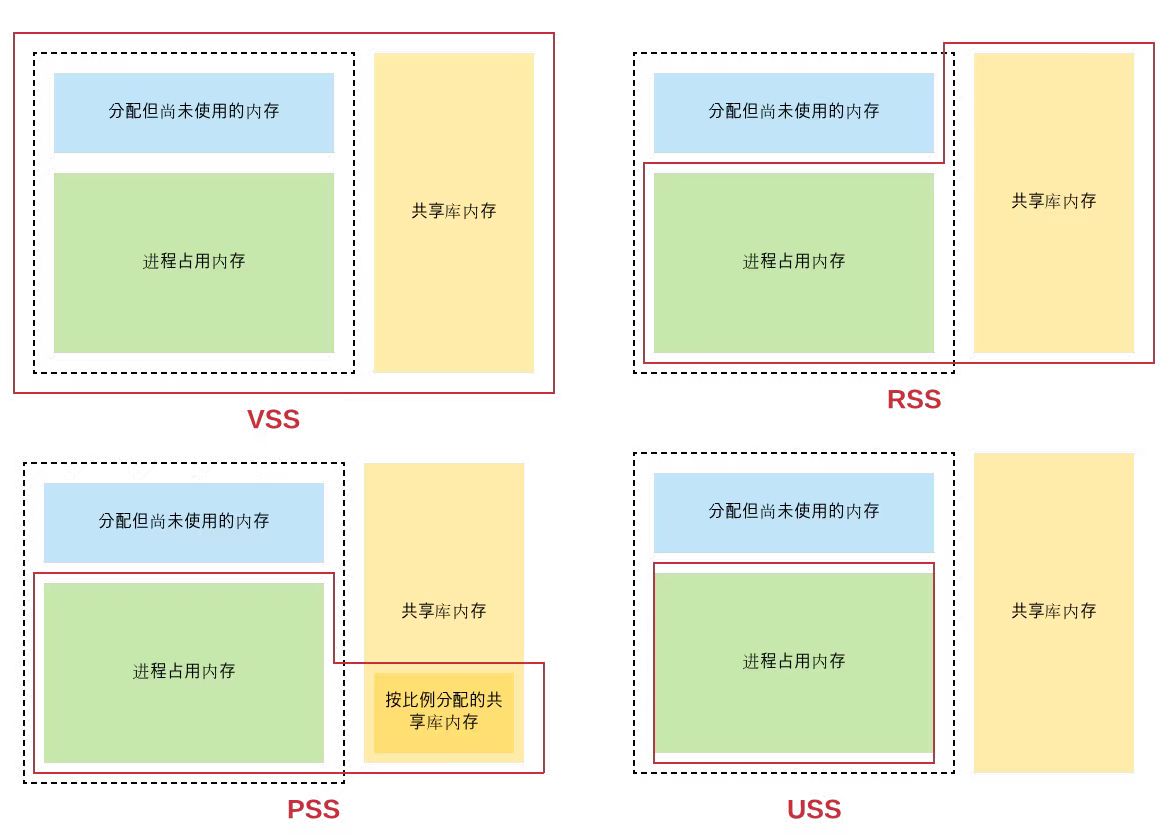 分配但尚未使用的内存
进程占用内存
共享库内存
VSS
分配但尚未使用的内存
进程占用内存
共享库内存
RSS
分配但尚未使用的内存
进程占用内存
共享库内存
按比例分配的共
享库内存
PSS
分配但尚未使用的内存
进程占用内存
共享库内存
USS